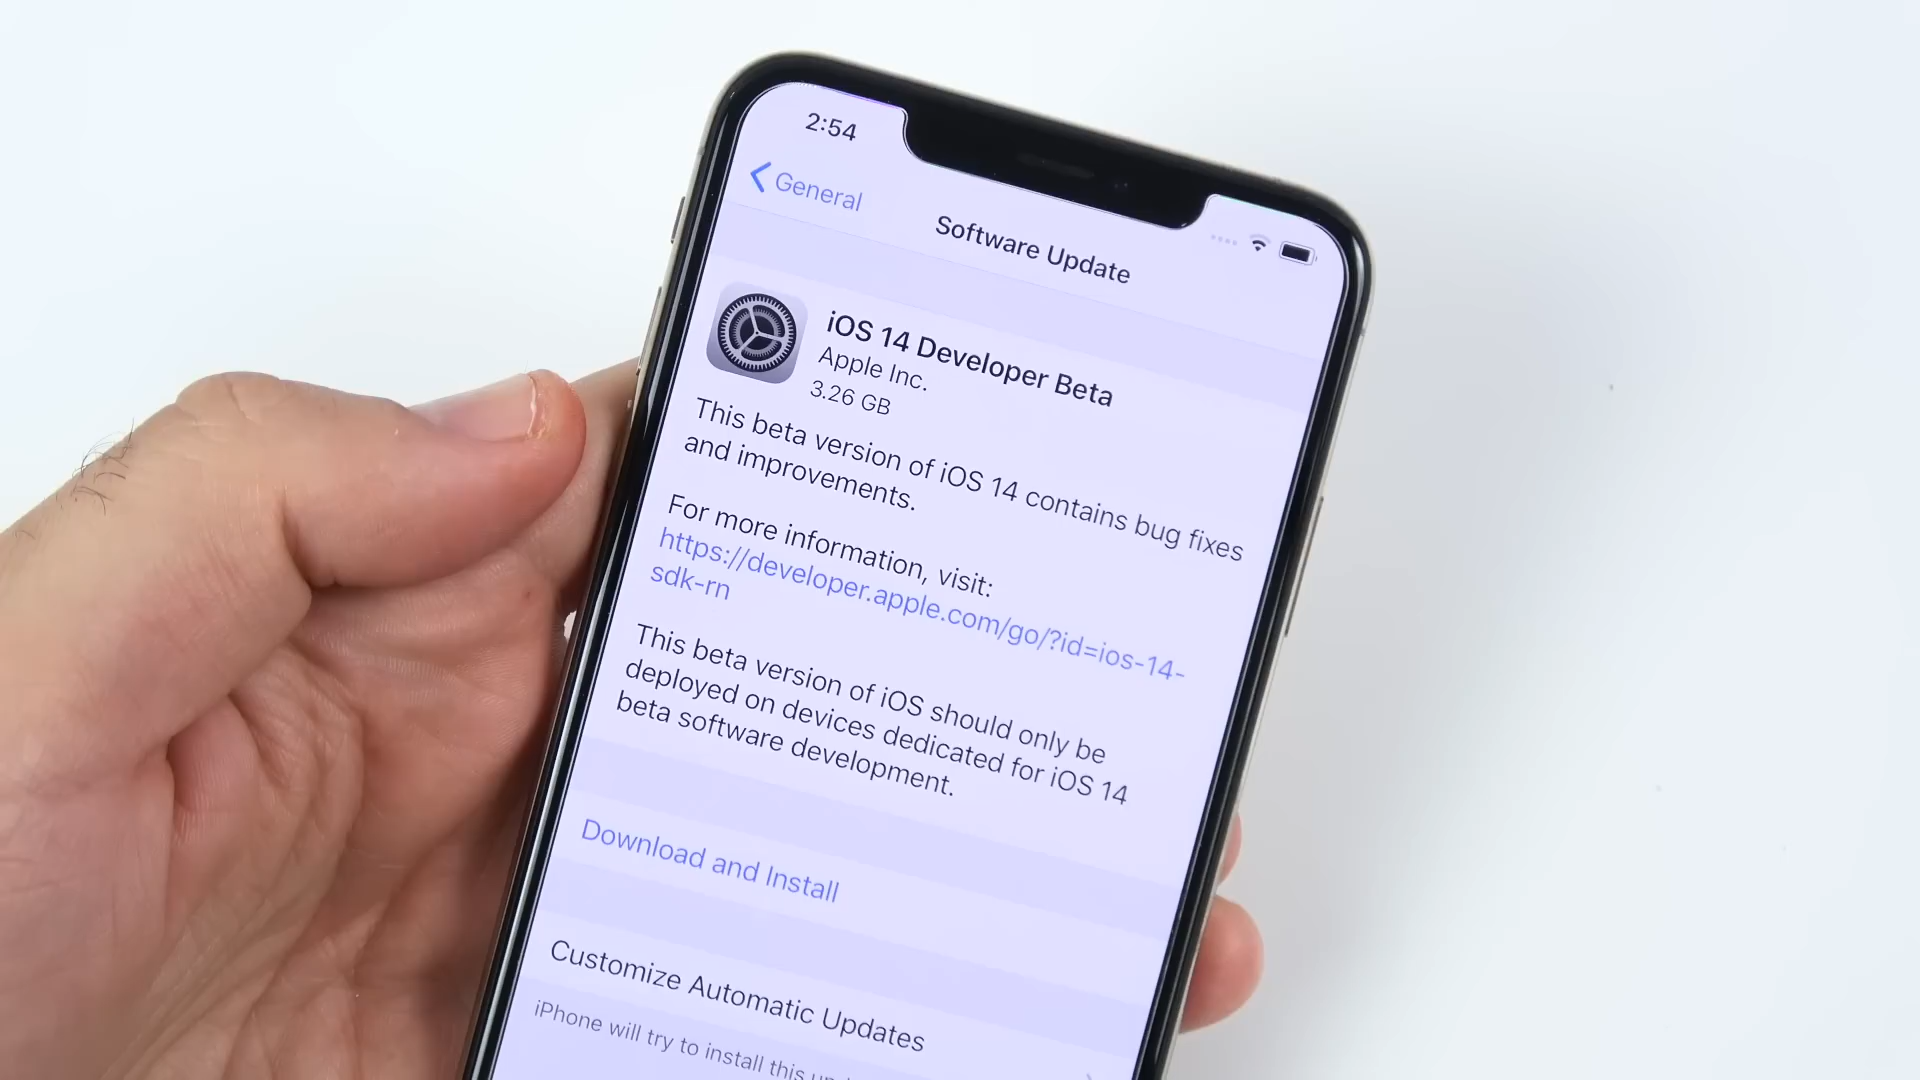 2:54
General
Software Update
iOS 14 Developer Beta
Apple Inc.
3.26 GB
This beta version of iOS 14 contains bug fixes
and improvements.
For more information, visit:
https://developer.apple.com/go/?id=ios-14-
sdk-rn
This beta version of iOS should only be
deployed on devices dedicated for iOS 14
beta software development.
Download and Install
Customize Automatic Updates
iPhone will try to install this